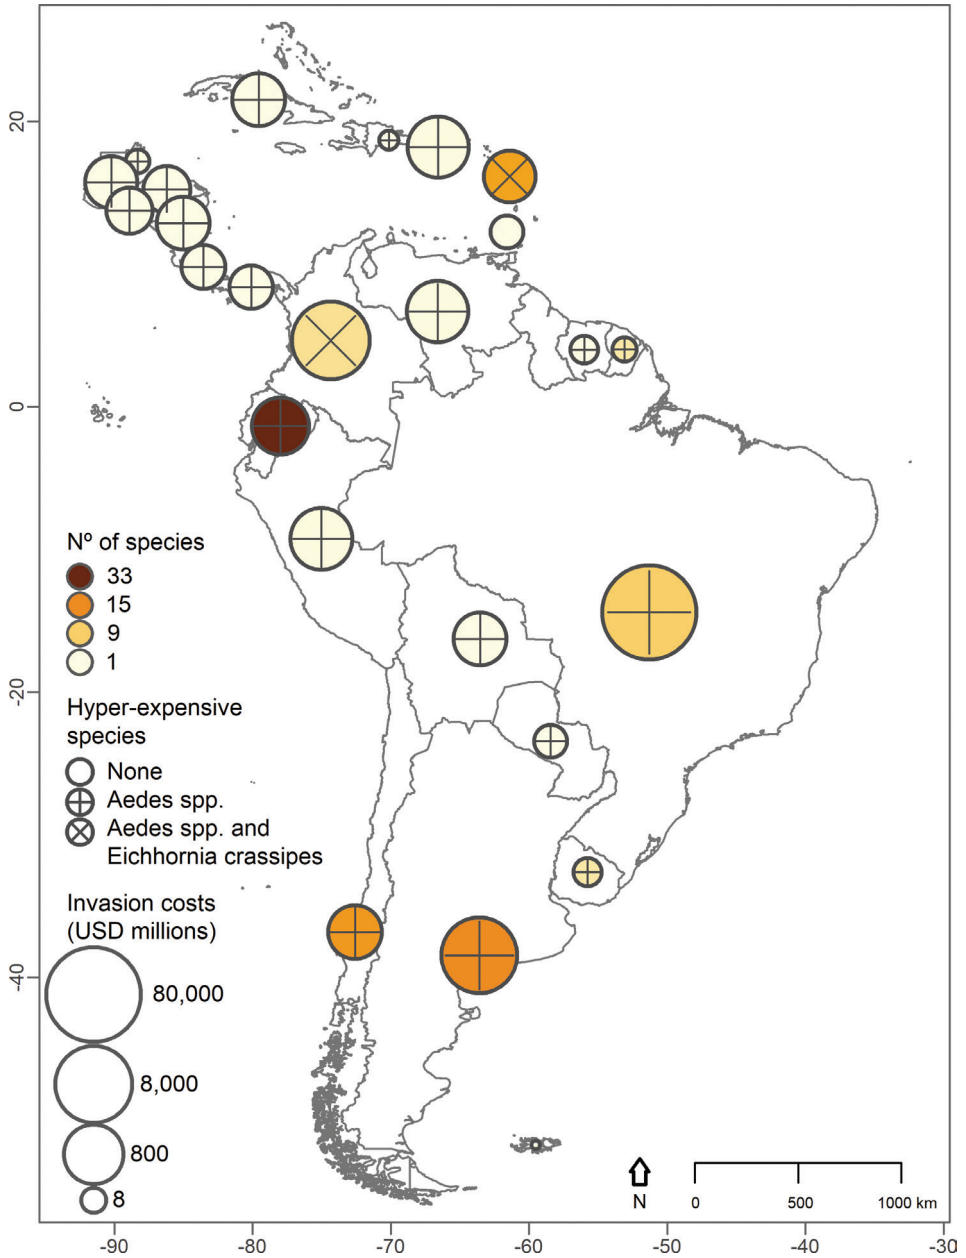 20
0
-20
-40
Nº of species
33
15
9
1
Hyper-expensive
species
None
Aedes spp.
Aedes spp. and
Eichhornia crassipes
Invasion costs
(USD millions)
80,000
8,000
800
8
N
0 500 1000 km
-90 -80 -70 -60 -50 -40 -30